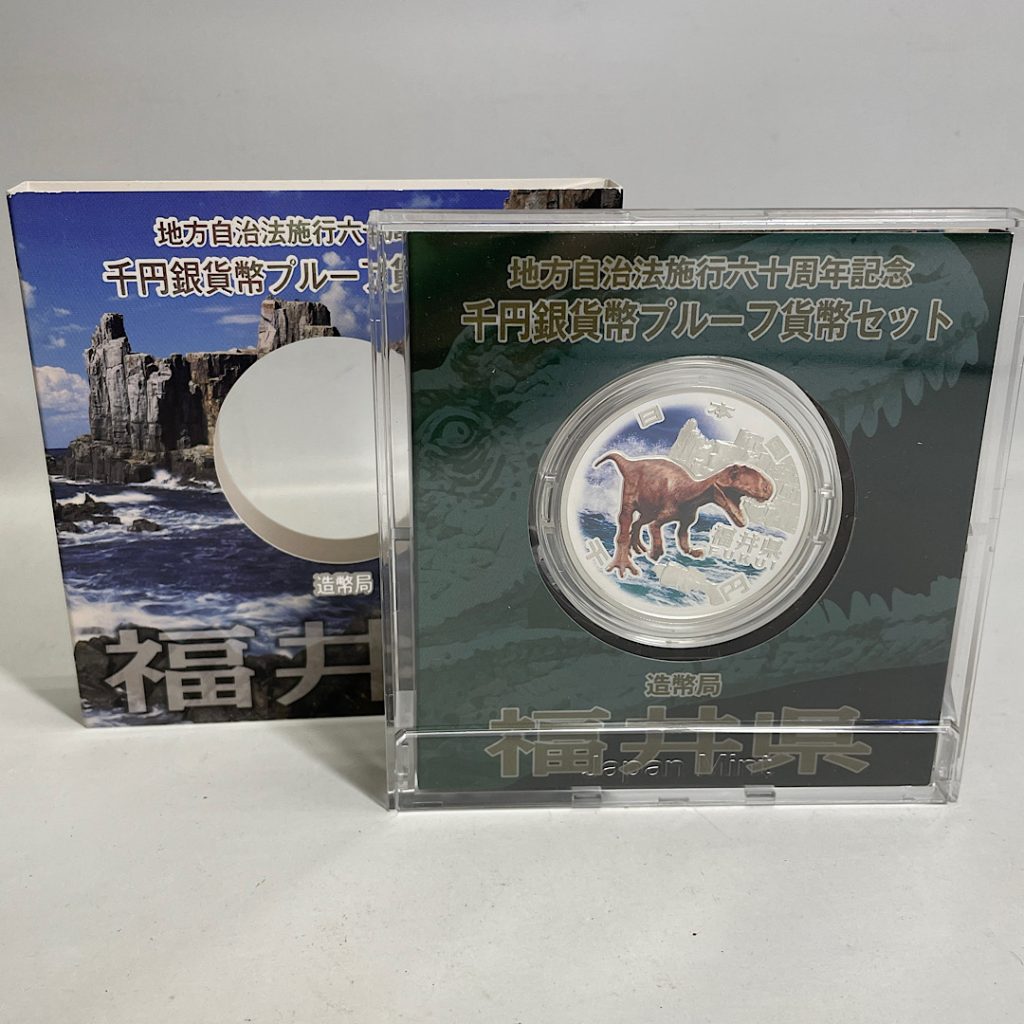 地方自治法施行六十周
千円銀貨幣プルーフ貨
造幣局
福井
地方自治法施行六十周年記念
千円銀貨幣プルーフ貨幣セット
日本
福井県
千円
造幣局
福井県
Japan Mint